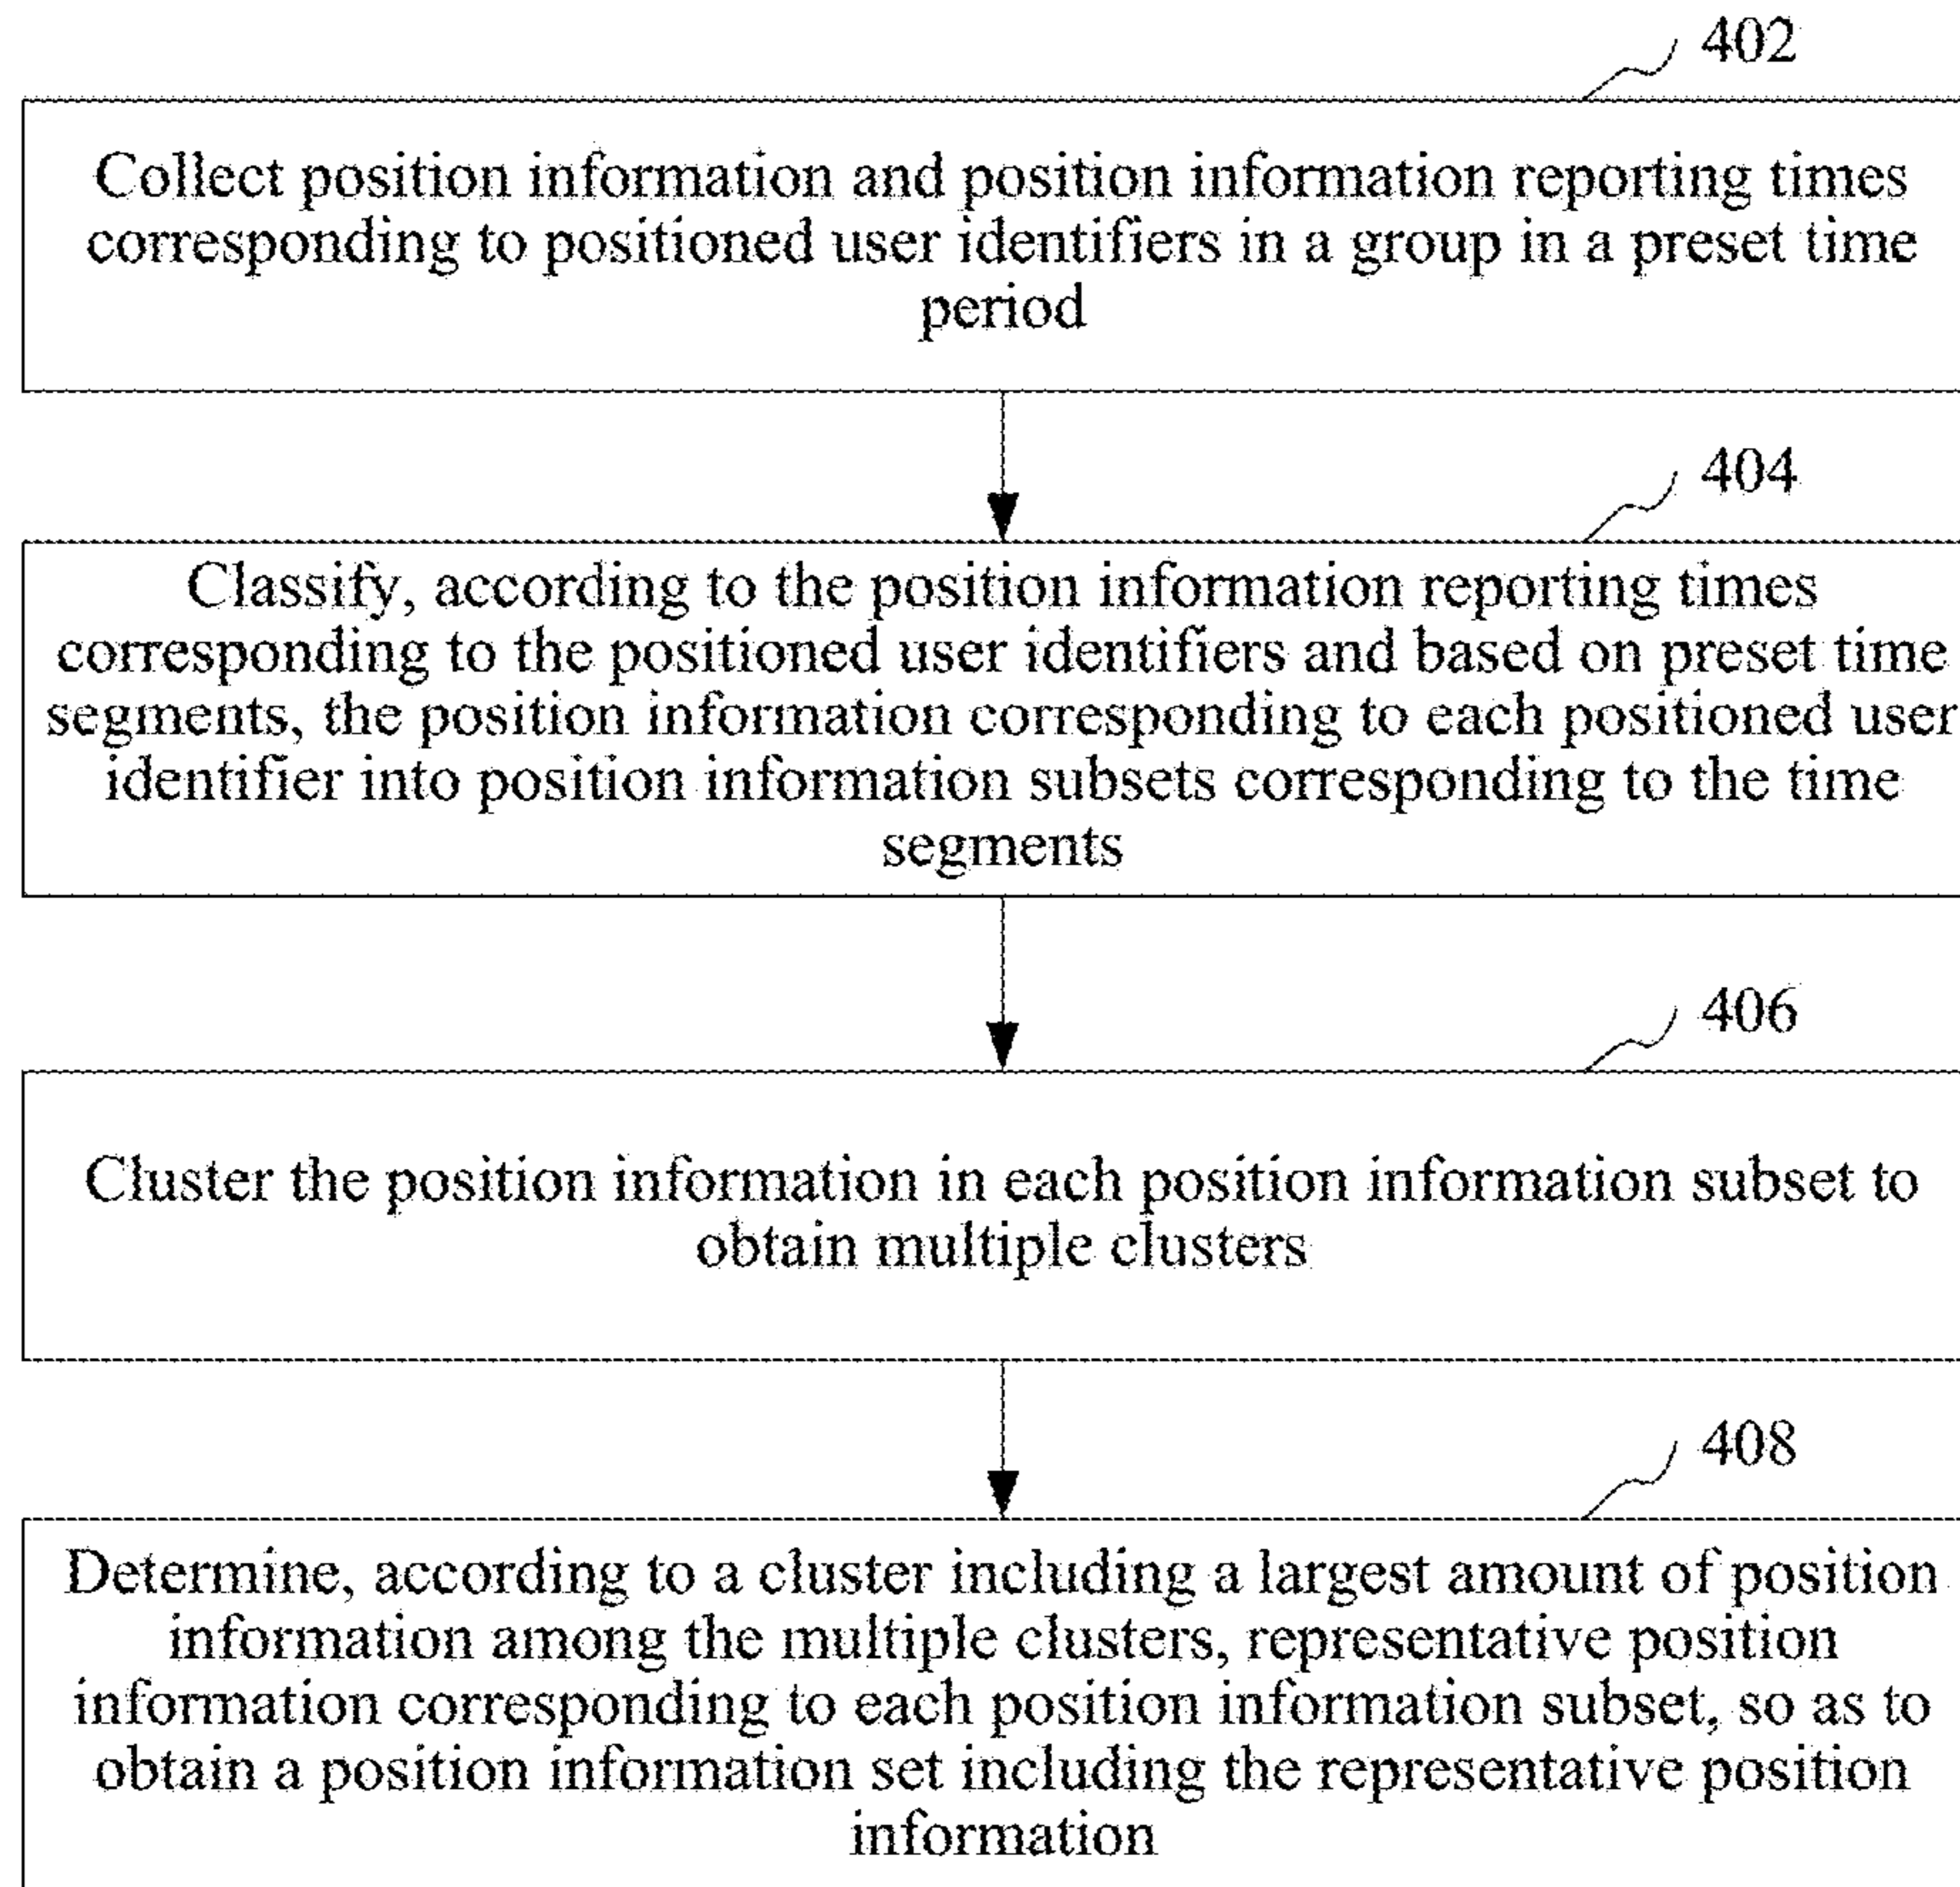 402
Collect position information and position information reporting times
corresponding to positioned user identifiers in a group in a preset time
period
404
Classify, according to the position information reporting times
corresponding to the positioned user identifiers and based on preset time
segments, the position information corresponding to each positioned user
identifier into position information subsets corresponding to the time
segments
406
Cluster the position information in each position information subset to
obtain multiple clusters
408
Determine, according to a cluster including a largest amount of position
information among the multiple clusters, representative position
information corresponding to each position information subset, so as to
obtain a position information set including the representative position
information